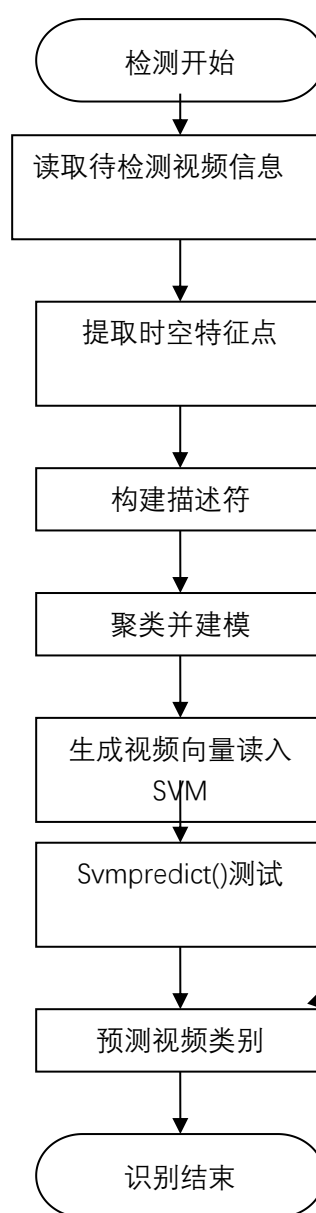 检测开始
读取待检测视频信息
提取时空特征点
构建描述符
聚类并建模
生成视频向量读入
SVM
Svmpredict()测试
预测视频类别
识别结束